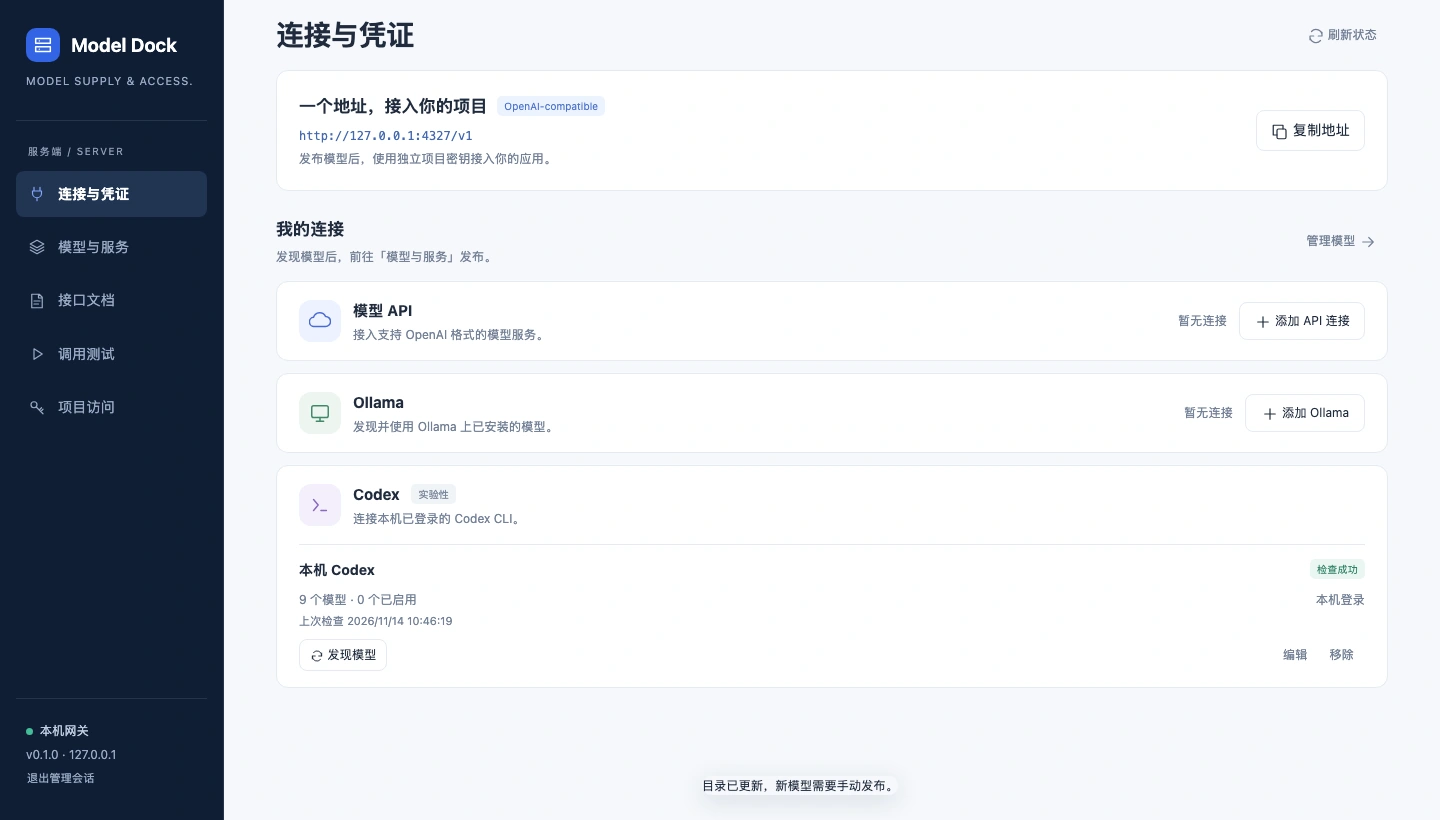 Model Dock
MODEL SUPPLY & ACCESS.
服务端 / SERVER
连接与凭证
模型与服务
接口文档
调用测试
项目访问
本机网关
v0.1.0 · 127.0.0.1
退出管理会话
连接与凭证
刷新状态
一个地址，接入你的项目 OpenAI-compatible
http://127.0.0.1:4327/v1
发布模型后，使用独立项目密钥接入你的应用。
复制地址
我的连接
发现模型后，前往「模型与服务」发布。
管理模型
模型 API
接入支持 OpenAI 格式的模型服务。
暂无连接 添加 API 连接
Ollama
发现并使用 Ollama 上已安装的模型。
暂无连接 添加 Ollama
Codex 实验性
连接本机已登录的 Codex CLI。
本机 Codex 检查成功
9 个模型 · 0 个已启用 本机登录
上次检查 2026/11/14 10:46:19
发现模型 编辑 移除
目录已更新，新模型需要手动发布。